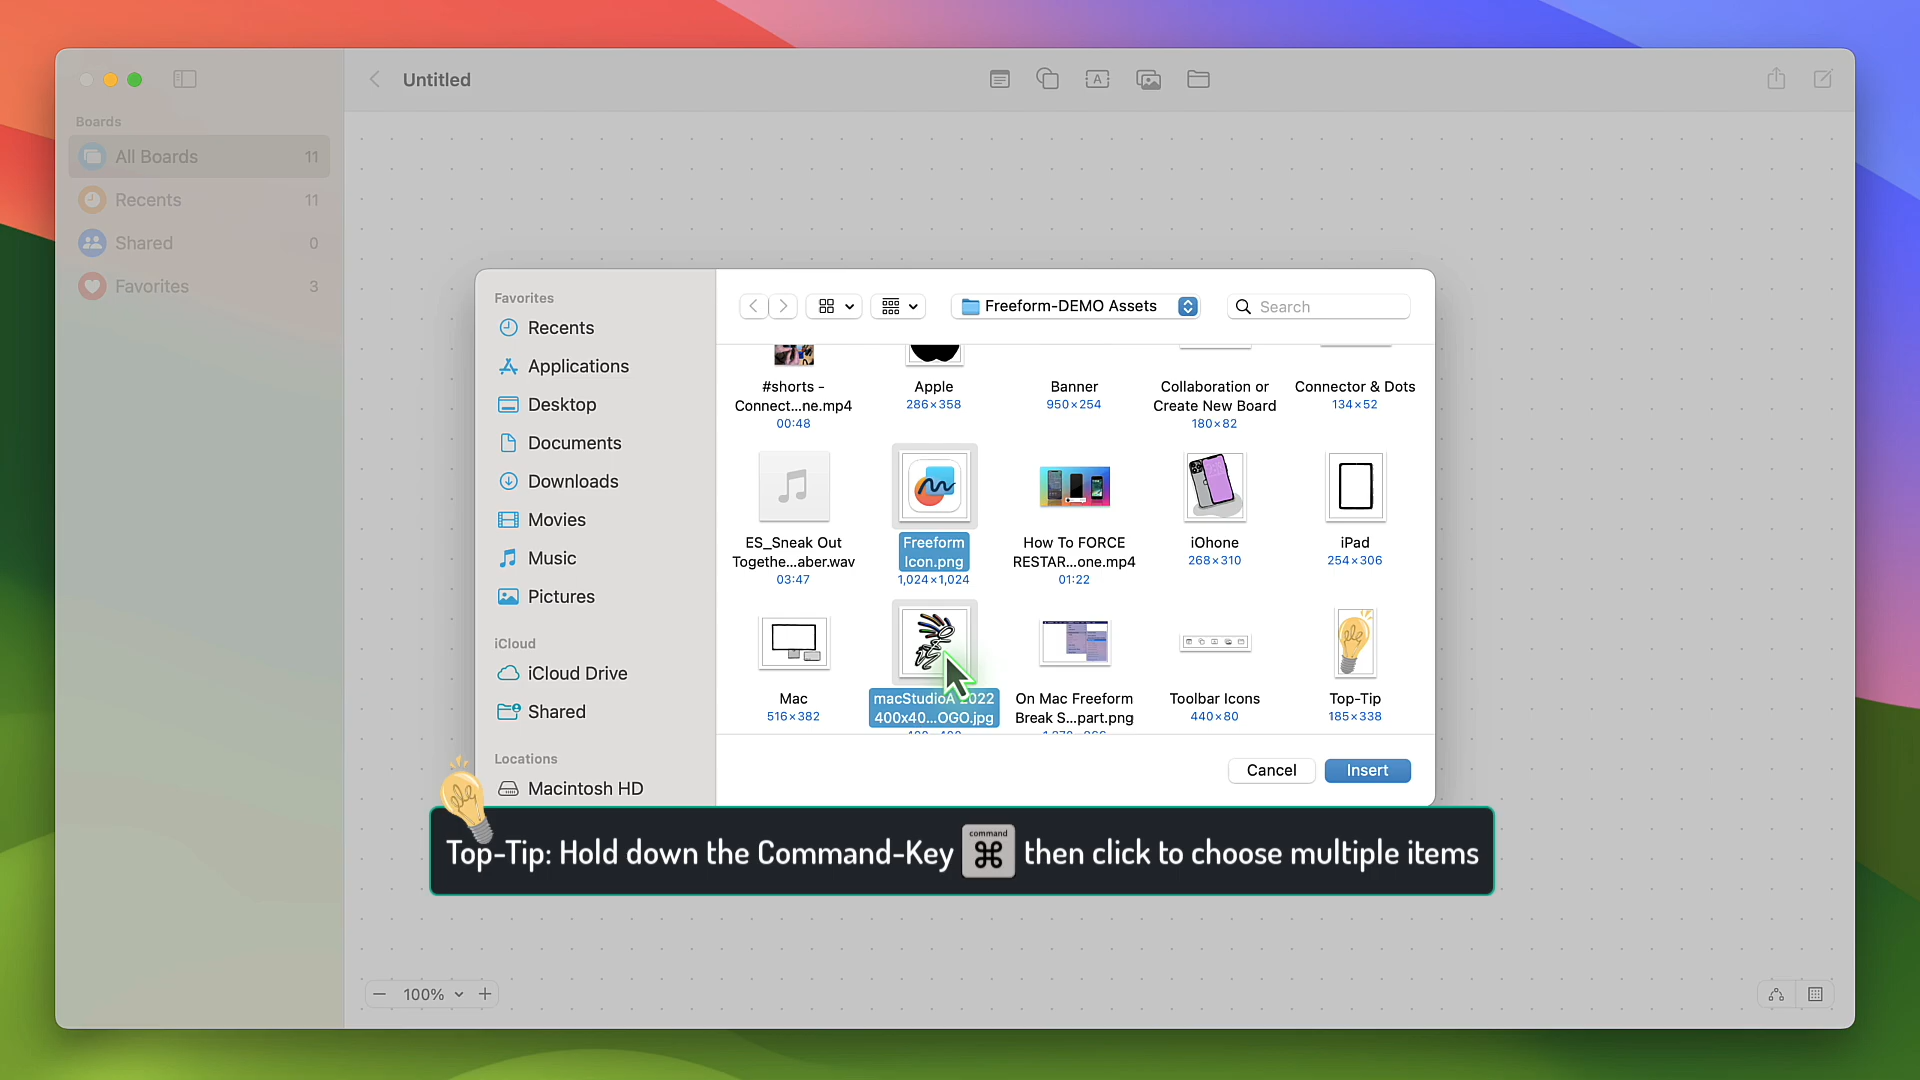 Untitled
Boards
All Boards 11
Recents 11
Shared 0
Favorites 3
Favorites
Recents
Applications
Desktop
Documents
Downloads
Movies
Music
Pictures
iCloud
iCloud Drive
Shared
Locations
Macintosh HD
Freeform-DEMO Assets
Search
#shorts -
Connect...ne.mp4
00:48
Apple
286×358
Banner
950×254
Collaboration or
Create New Board
180×82
Connector & Dots
134×52
ES_Sneak Out
Togethe...aber.wav
03:47
Freeform
Icon.png
1,024×1,024
How To FORCE
RESTAR...one.mp4
01:22
iOhone
268×310
iPad
254×306
Mac
516×382
400x40...OGO.jpg
On Mac Freeform
Break S...part.png
Toolbar Icons
440×80
Top-Tip
185×338
Cancel
Insert
command
Top-Tip: Hold down the Command-Key ⌘ then click to choose multiple items
100%